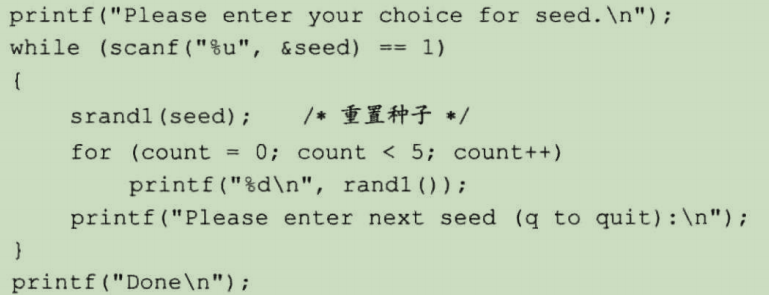 printf("Please enter your choice for seed.\n");
while (scanf("%u", &seed) == 1)
{
    srand1(seed);   /* 重置种子 */
    for (count = 0; count < 5; count++)
        printf("%d\n", rand1());
    printf("Please enter next seed (q to quit):\n");
}
printf("Done\n");